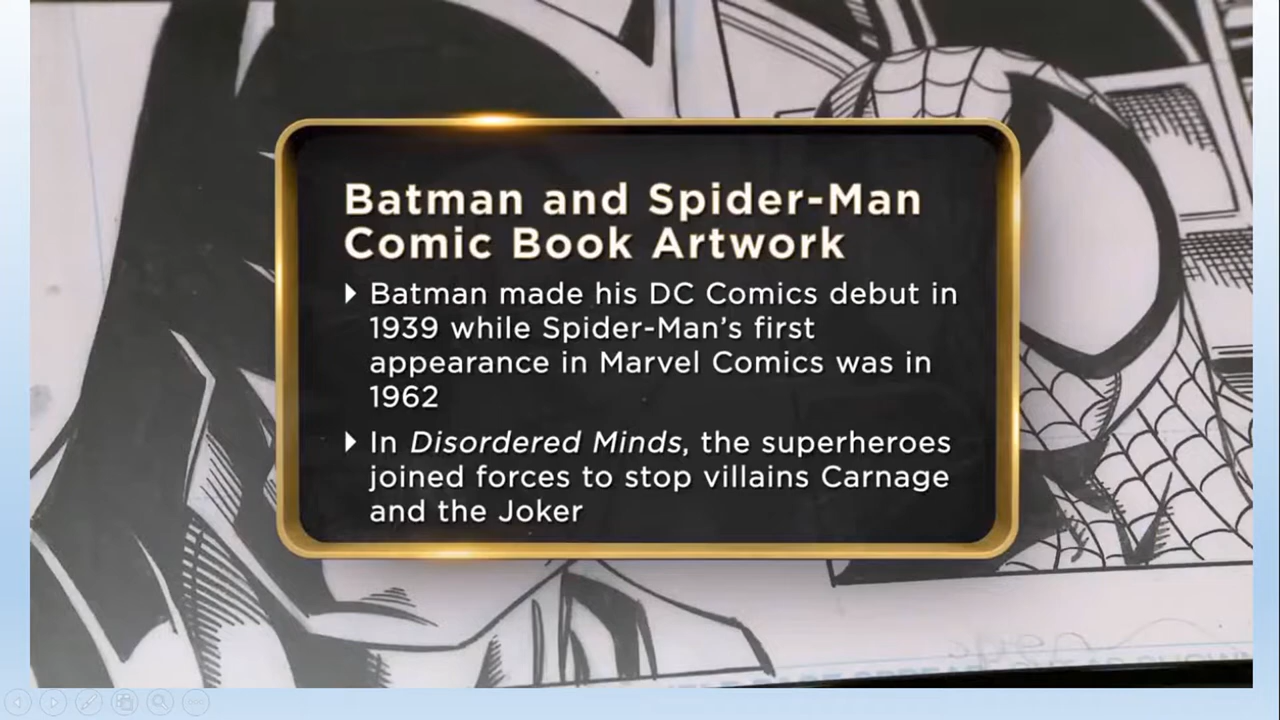 Batman and Spider-Man
Comic Book Artwork
Batman made his DC Comics debut in
1939 while Spider-Man's first
appearance in Marvel Comics was in
1962
In Disordered Minds, the superheroes
joined forces to stop villains Carnage
and the Joker